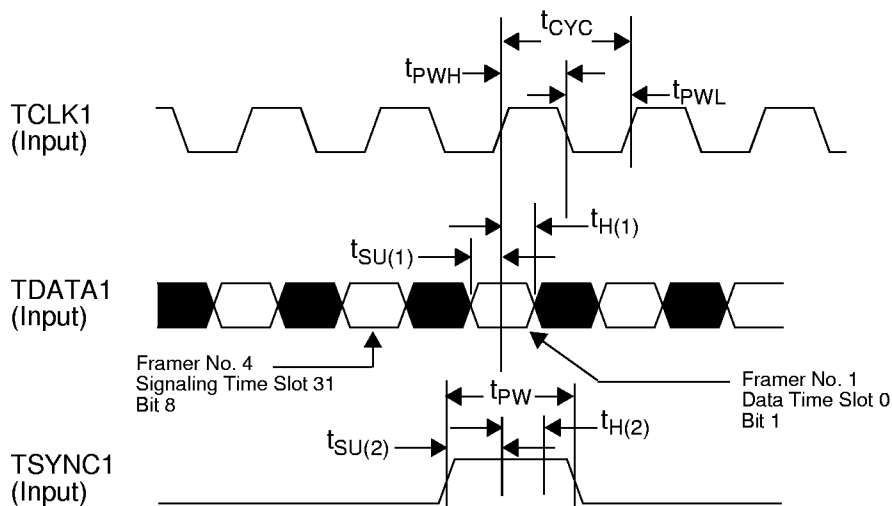 tCYC
tPWH
tPWL
TCLK1
(Input)
tH(1)
tSU(1)
TDATA1
(Input)
Framer No. 4
Signaling Time Slot 31
Bit 8
Framer No. 1
Data Time Slot 0
Bit 1
tPW
tH(2)
tSU(2)
TSYNC1
(Input)